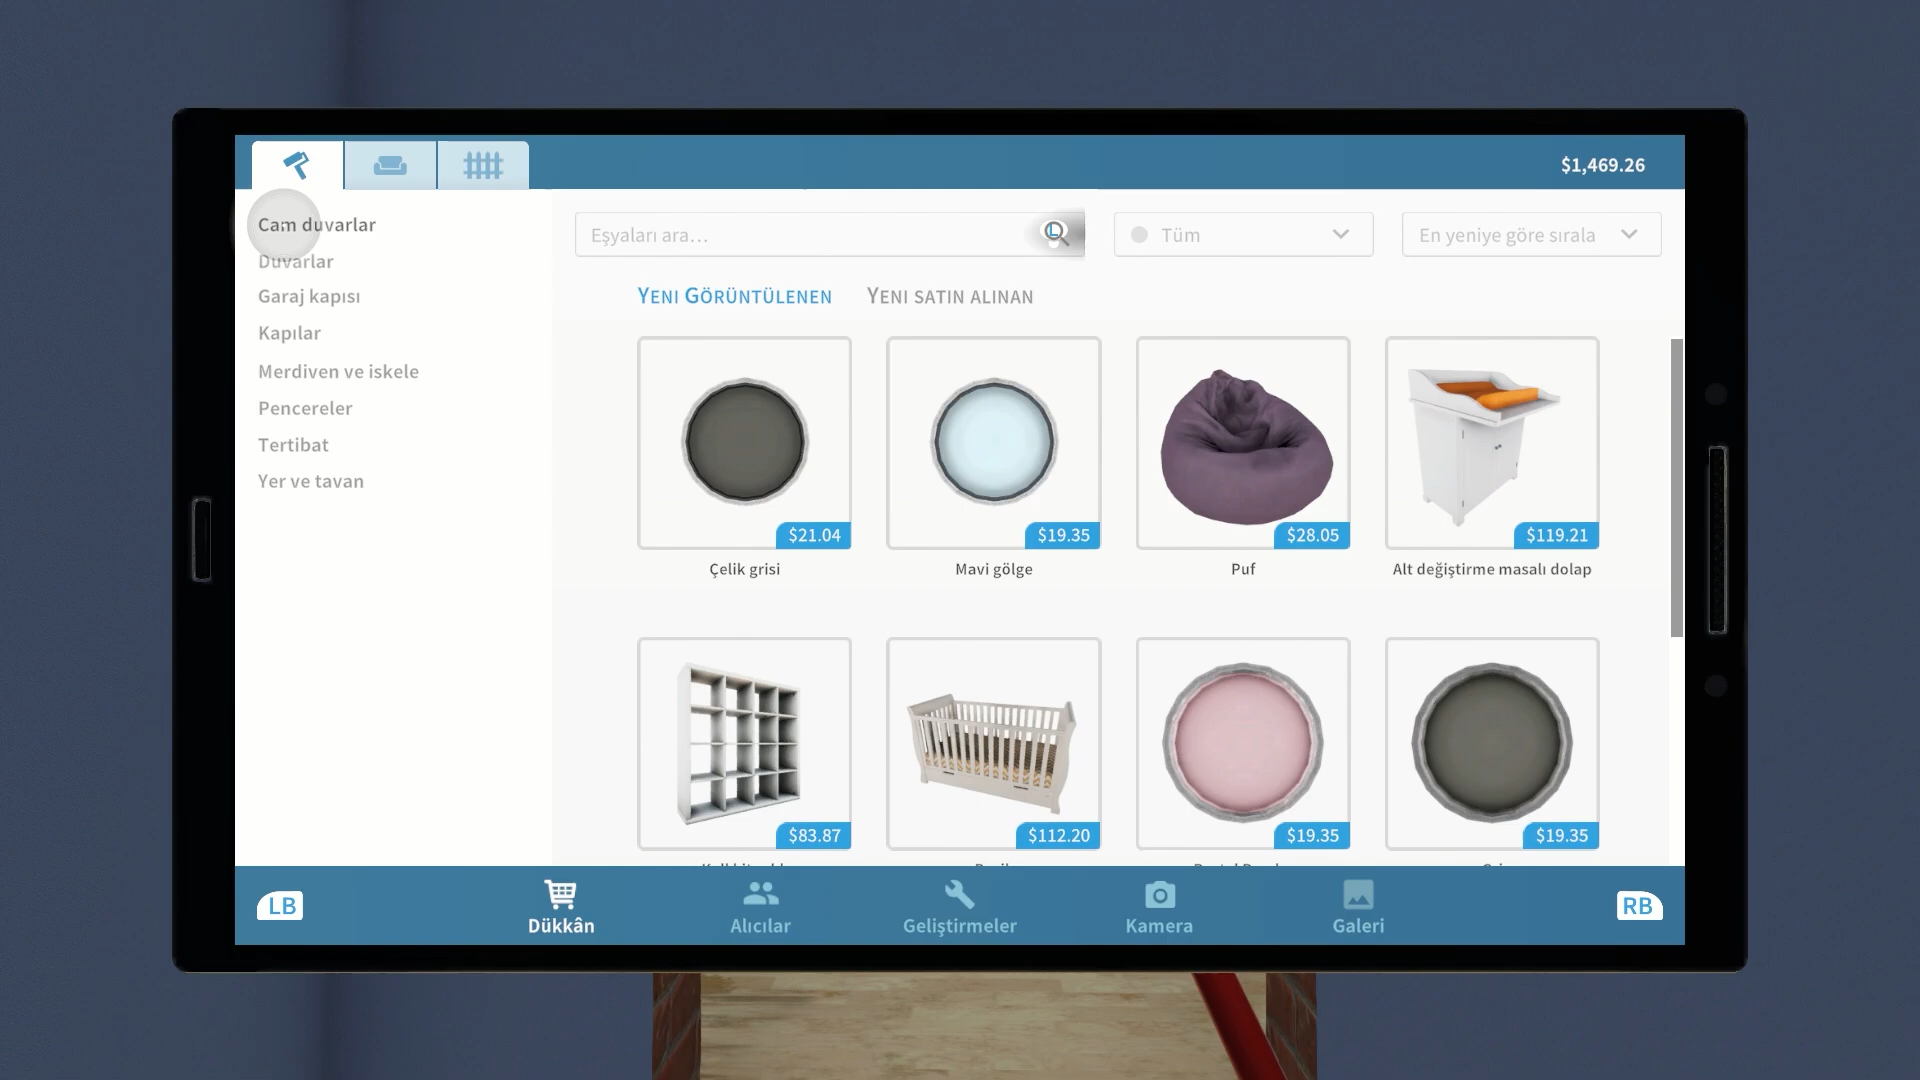 $1,469.26
Cam duvarlar
Duvarlar
Garaj kapısı
Kapılar
Merdiven ve iskele
Pencereler
Tertibat
Yer ve tavan
Eşyaları ara...
L
Tüm
En yeniye göre sırala
Yeni Görüntülenen
Yeni satın alınan
$21.04
$19.35
$28.05
$119.21
Çelik grisi
Mavi gölge
Puf
Alt değiştirme masalı dolap
$83.87
$112.20
$19.35
$19.35
LB
Dükkân
Alıcılar
Geliştirmeler
Kamera
Galeri
RB